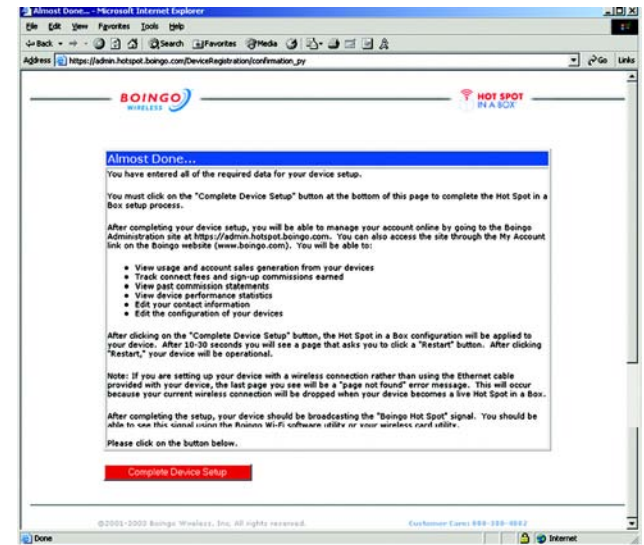 Almost Done... - Microsoft Internet Explorer
File Edit View Favorites Tools Help
Back Search Favorites Media
Address https://admin.hotspot.boingo.com/DeviceRegistration/confirmation_py Go Links
BOINGO
WIRELESS
HOT SPOT
IN A BOX
Almost Done...
You have entered all of the required data for your device setup.
You must click on the "Complete Device Setup" button at the bottom of this page to complete the Hot Spot in a
Box setup process.
After completing your device setup, you will be able to manage your account online by going to the Boingo
Administration site at https://admin.hotspot.boingo.com. You can also access the site through the My Account
link on the Boingo website (www.boingo.com). You will be able to:
• View usage and account sales generation from your devices
• Track connect fees and sign-up commissions earned
• View past commission statements
• View device performance statistics
• Edit your contact information
• Edit the configuration of your devices
After clicking on the "Complete Device Setup" button, the Hot Spot in a Box configuration will be applied to
your device. After 10-30 seconds you will see a page that asks you to click a "Restart" button. After clicking
"Restart," your device will be operational.
Note: If you are setting up your device with a wireless connection rather than using the Ethernet cable
provided with your device, the last page you see will be a "page not found" error message. This will occur
because your current wireless connection will be dropped when your device becomes a live Hot Spot in a Box.
After completing the setup, your device should be broadcasting the "Boingo Hot Spot" signal. You should be
able to see this signal using the Boingo Wi-Fi software utility or your wireless card utility.
Please click on the button below.
Complete Device Setup
©2001-2003 Boingo Wireless, Inc. All rights reserved. Customer Care:
Done Internet